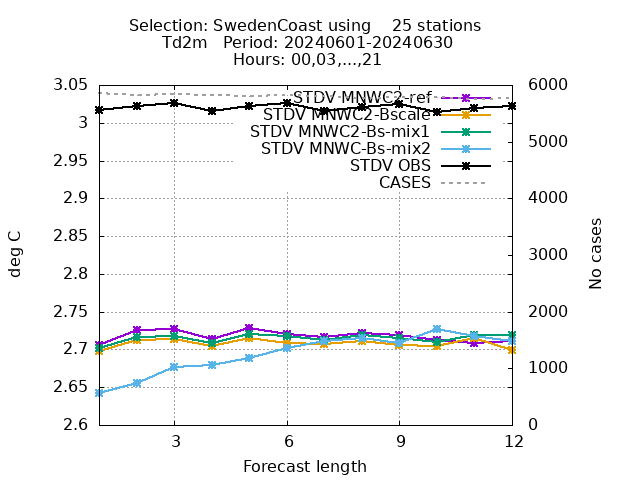 Selection: SwedenCoast using    25 stations
Td2m   Period: 20240601-20240630
Hours: 00,03,...,21
STDV MNWC2-ref
STDV MNWC2-Bscale
STDV MNWC2-Bs-mix1
STDV MNWC-Bs-mix2
STDV OBS
CASES
3.05
3
2.95
2.9
2.85
2.8
2.75
2.7
2.65
2.6
deg C
6000
5000
4000
3000
2000
1000
0
No cases
3 6 9 12
Forecast length